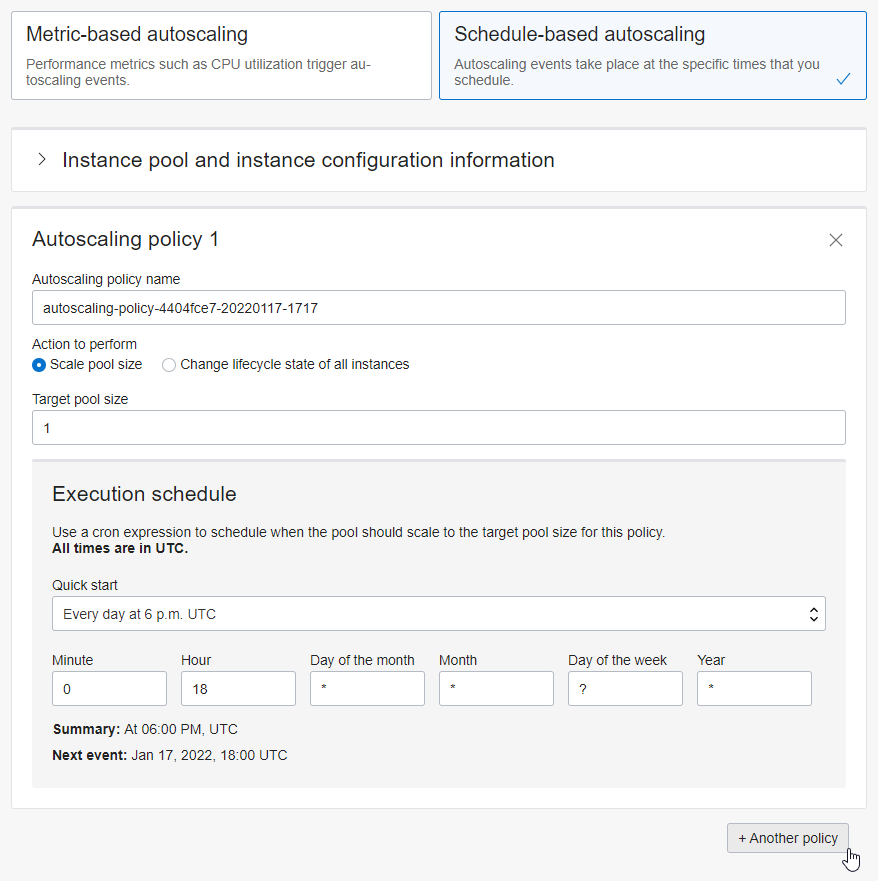 Metric-based autoscaling
Performance metrics such as CPU utilization trigger au-
toscaling events.
Schedule-based autoscaling
Autoscaling events take place at the specific times that you
schedule.
Instance pool and instance configuration information
Autoscaling policy 1
Autoscaling policy name
autoscaling-policy-4404fce7-20220117-1717
Action to perform
Scale pool size
Change lifecycle state of all instances
Target pool size
1
Execution schedule
Use a cron expression to schedule when the pool should scale to the target pool size for this policy.
All times are in UTC.
Quick start
Every day at 6 p.m. UTC
Minute Hour Day of the month Month Day of the week Year
0 18 * * ? *
Summary: At 06:00 PM, UTC
Next event: Jan 17, 2022, 18:00 UTC
+ Another policy